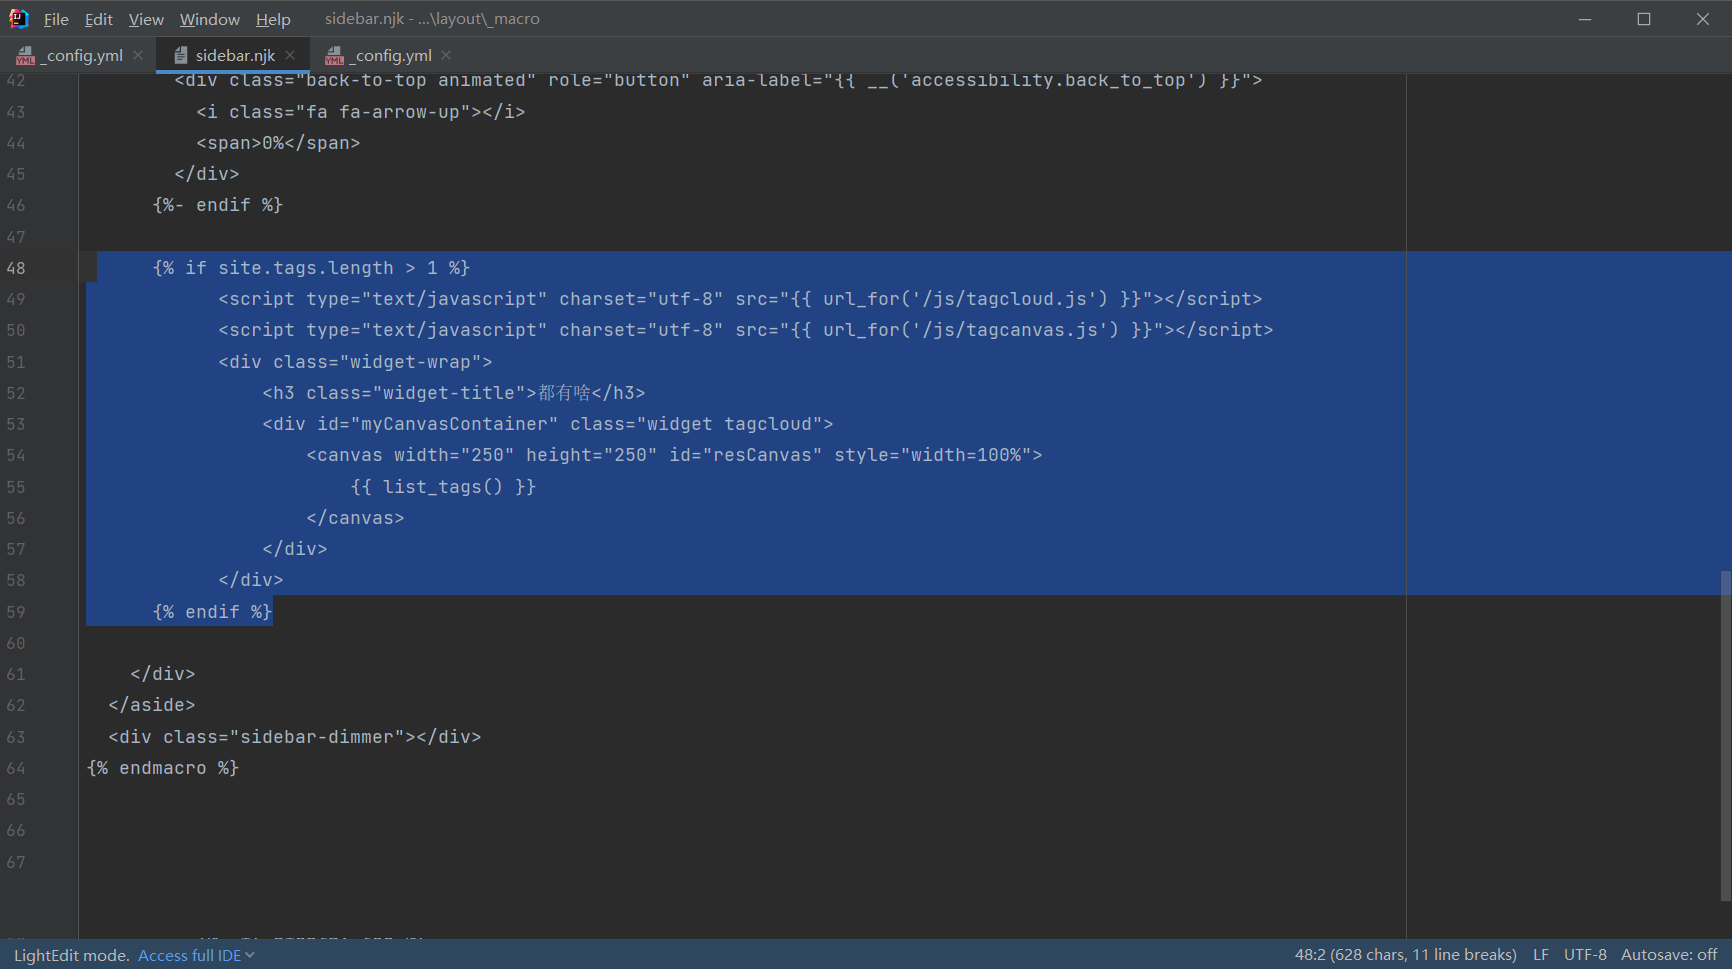 File Edit View Window Help sidebar.njk - ...\layout\_macro
_config.yml sidebar.njk _config.yml
42 <div class="back-to-top animated" role="button" aria-label="{{ __('accessibility.back_to_top') }}">
43 <i class="fa fa-arrow-up"></i>
44 <span>0%</span>
45 </div>
46 {%- endif %}
47
48 {% if site.tags.length > 1 %}
49 <script type="text/javascript" charset="utf-8" src="{{ url_for('/js/tagcloud.js') }}"></script>
50 <script type="text/javascript" charset="utf-8" src="{{ url_for('/js/tagcanvas.js') }}"></script>
51 <div class="widget-wrap">
52 <h3 class="widget-title">都有啥</h3>
53 <div id="myCanvasContainer" class="widget tagcloud">
54 <canvas width="250" height="250" id="resCanvas" style="width=100%">
55 {{ list_tags() }}
56 </canvas>
57 </div>
58 </div>
59 {% endif %}
60
61 </div>
62 </aside>
63 <div class="sidebar-dimmer"></div>
64 {% endmacro %}
65
66
67
LightEdit mode. Access full IDE 48:2 (628 chars, 11 line breaks) LF UTF-8 Autosave: off